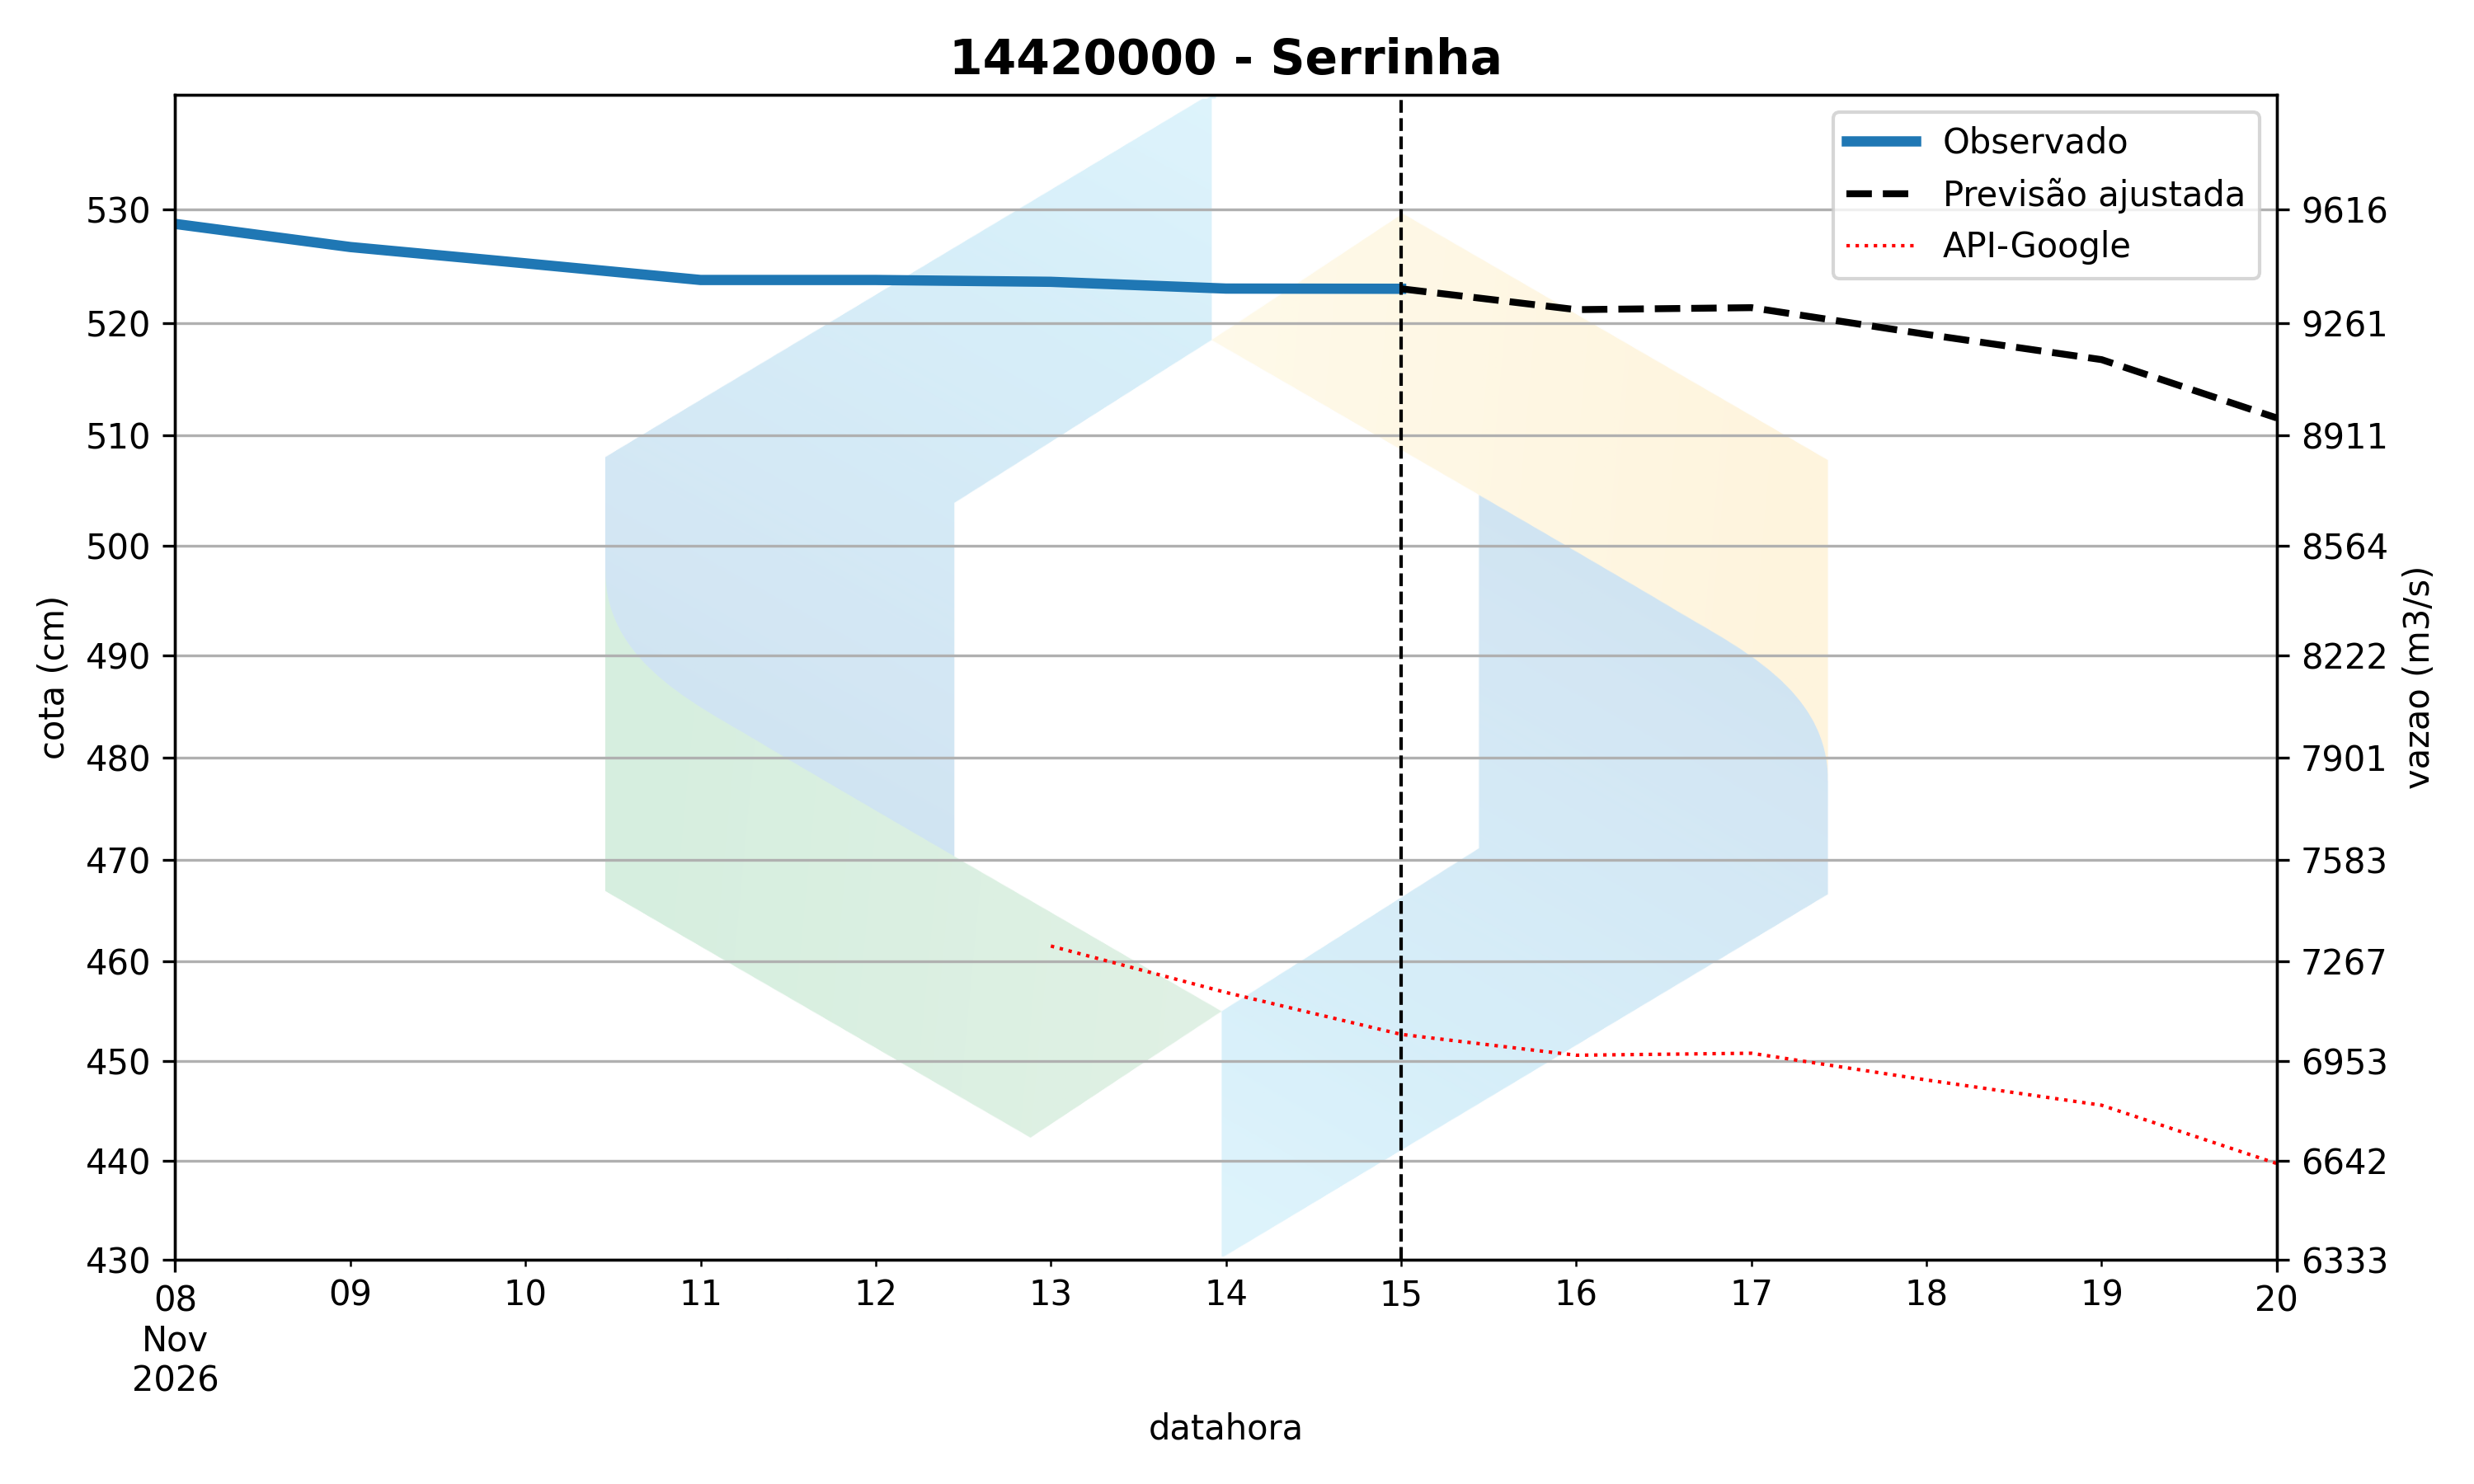 14420000 - Serrinha
Observado
Previsão ajustada
API-Google
530
520
510
500
490
480
470
460
450
440
430
cota (cm)
9616
9261
8911
8564
8222
7901
7583
7267
6953
6642
6333
vazao (m3/s)
08 09 10 11 12 13 14 15 16 17 18 19 20
Nov
2026
datahora